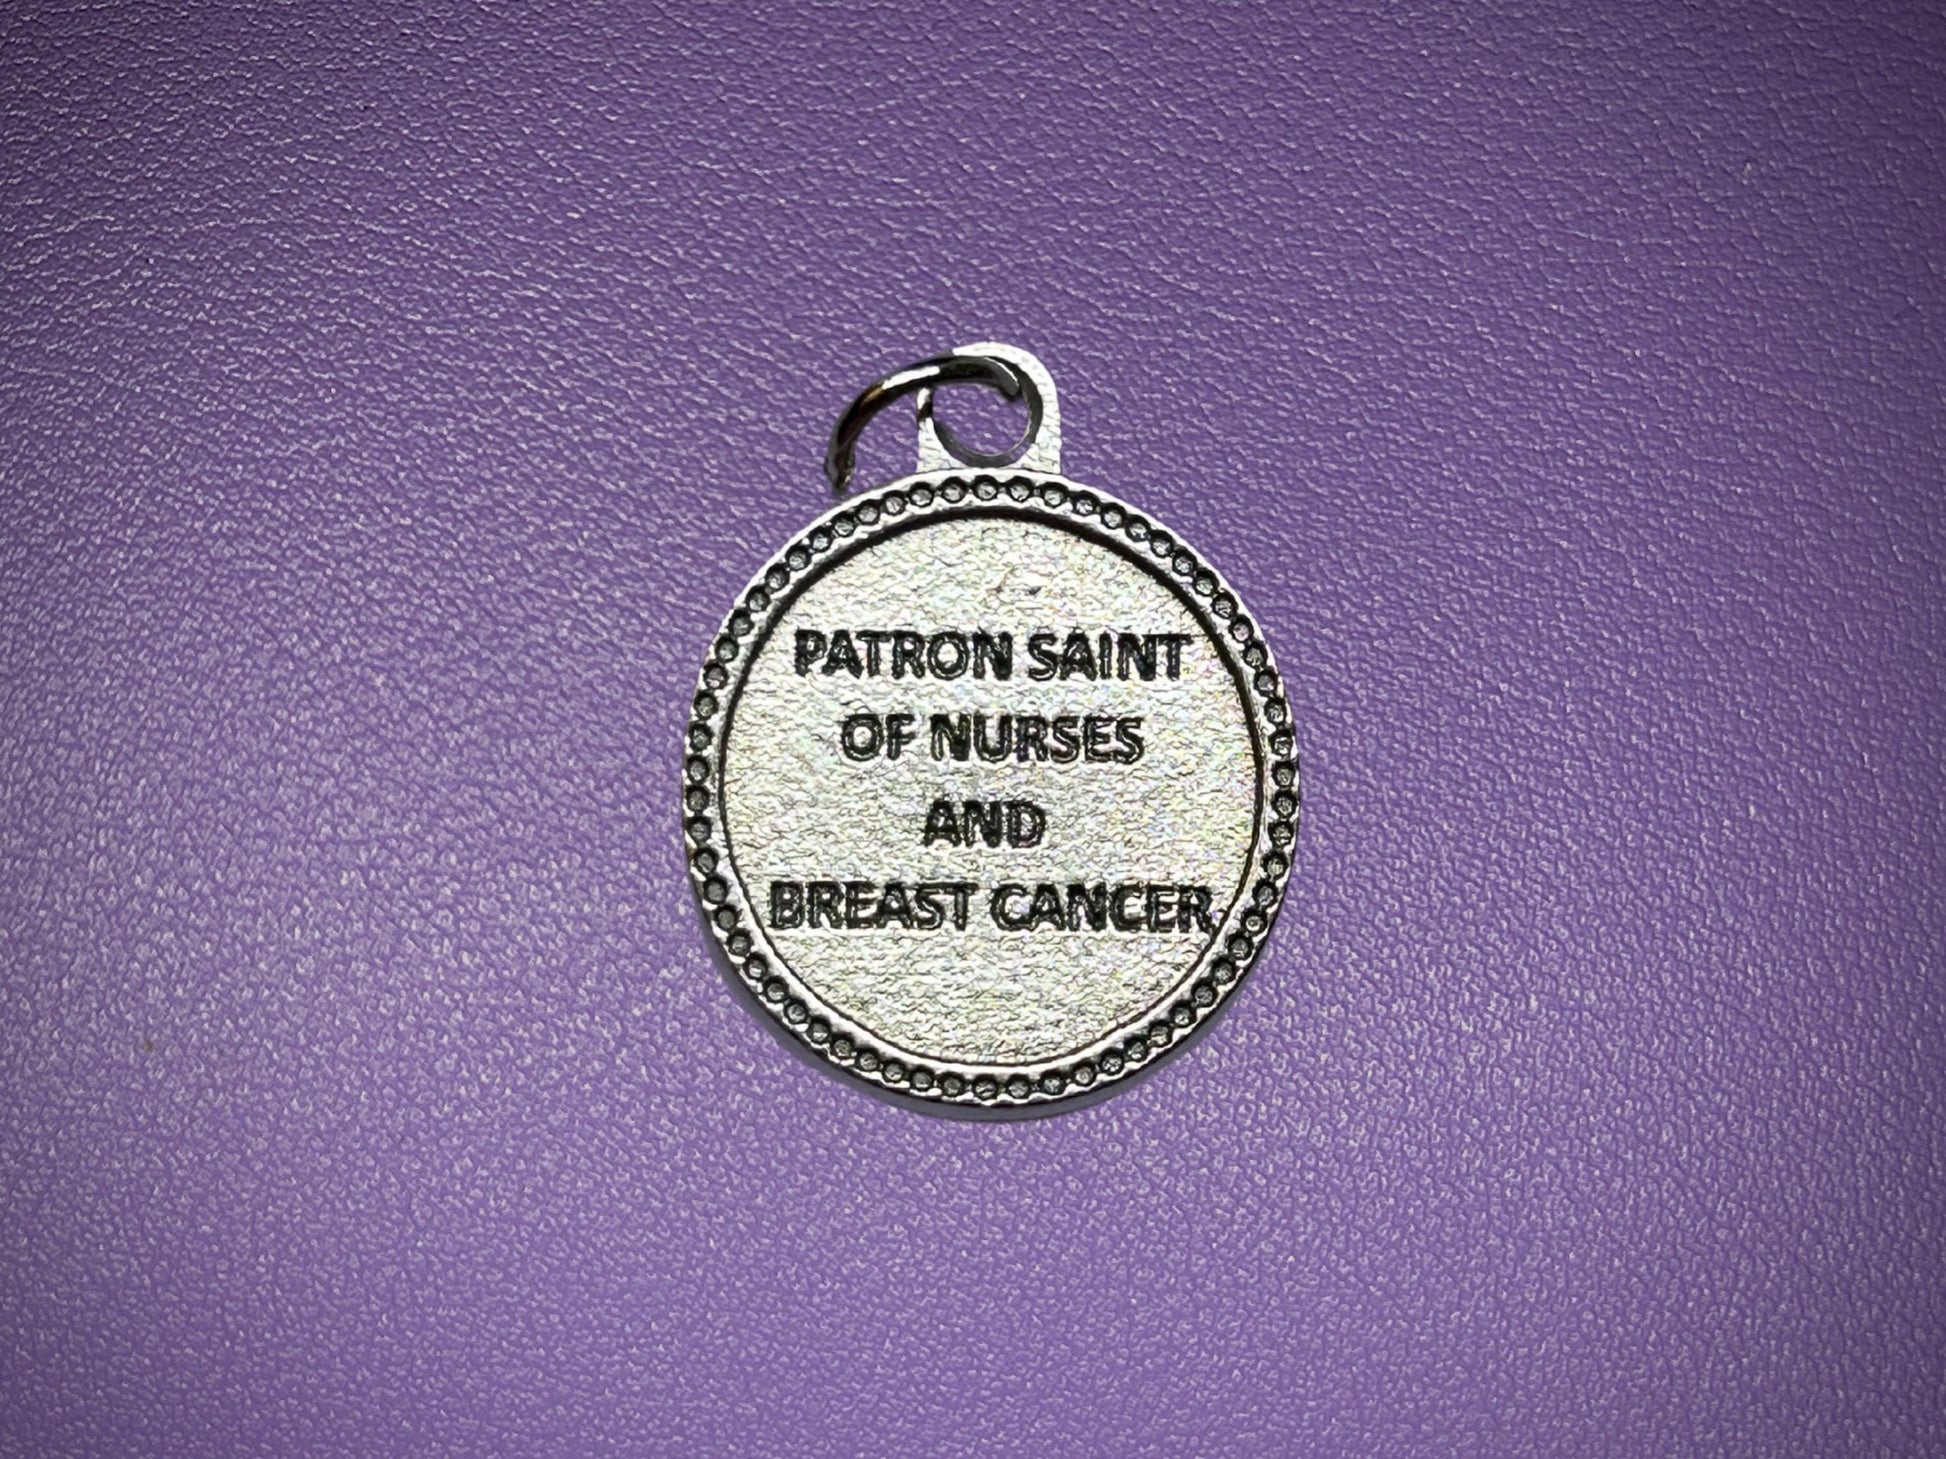 PATRON SAINT
OF NURSES
AND
BREAST CANCER